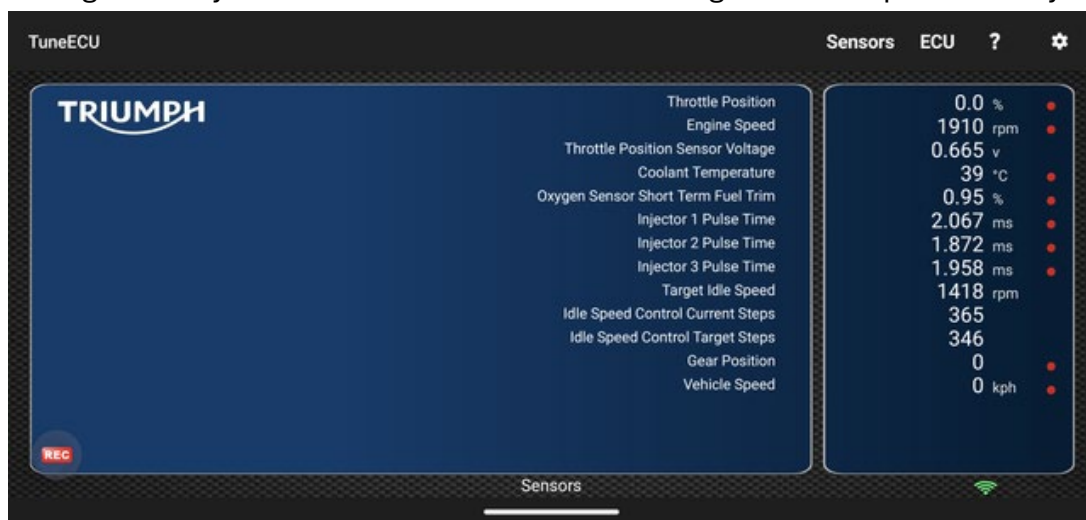 TuneECU Sensors ECU ?
TRIUMPH
Throttle Position 0.0 %
Engine Speed 1910 rpm
Throttle Position Sensor Voltage 0.665 v
Coolant Temperature 39 °C
Oxygen Sensor Short Term Fuel Trim 0.95 %
Injector 1 Pulse Time 2.067 ms
Injector 2 Pulse Time 1.872 ms
Injector 3 Pulse Time 1.958 ms
Target Idle Speed 1418 rpm
Idle Speed Control Current Steps 365
Idle Speed Control Target Steps 346
Gear Position 0
Vehicle Speed 0 kph
REC
Sensors